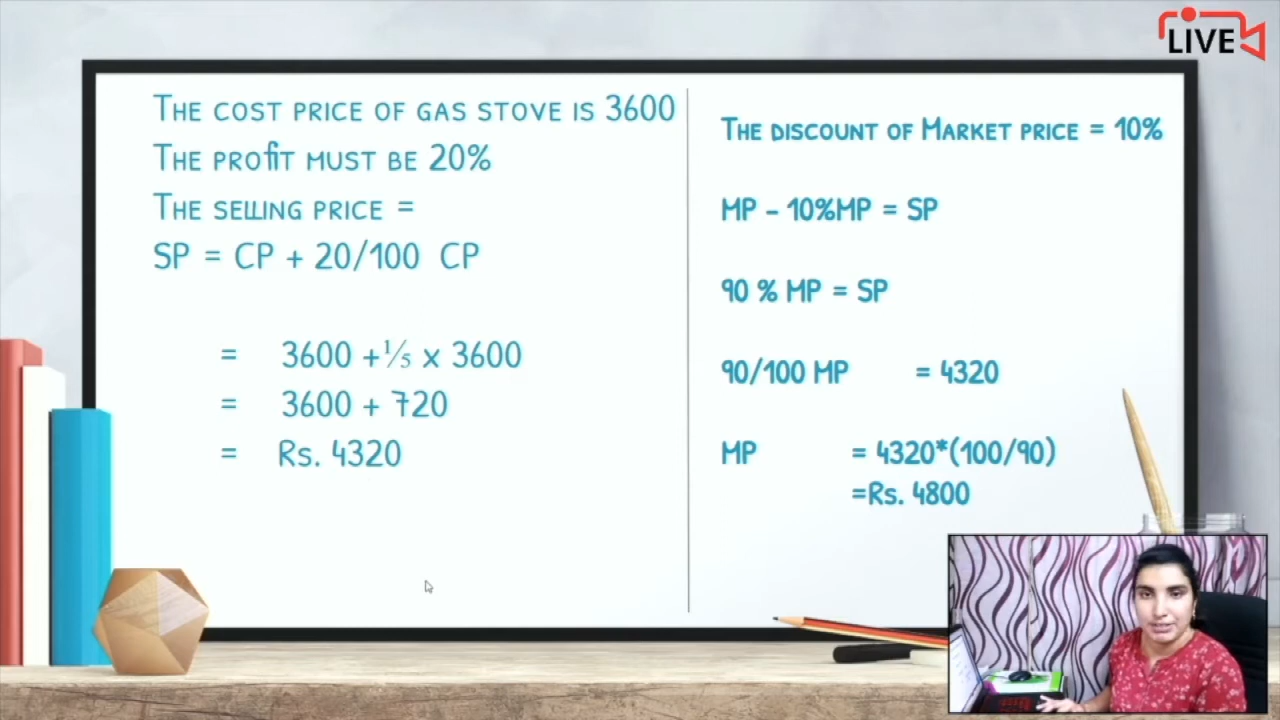 LIVE
The cost price of gas stove is 3600
The profit must be 20%
The selling price =
SP = CP + 20/100 CP
= 3600 +⅕ x 3600
= 3600 + 720
= Rs. 4320
The discount of Market price = 10%
MP - 10%MP = SP
90 % MP = SP
90/100 MP = 4320
MP = 4320*(100/90)
=Rs. 4800